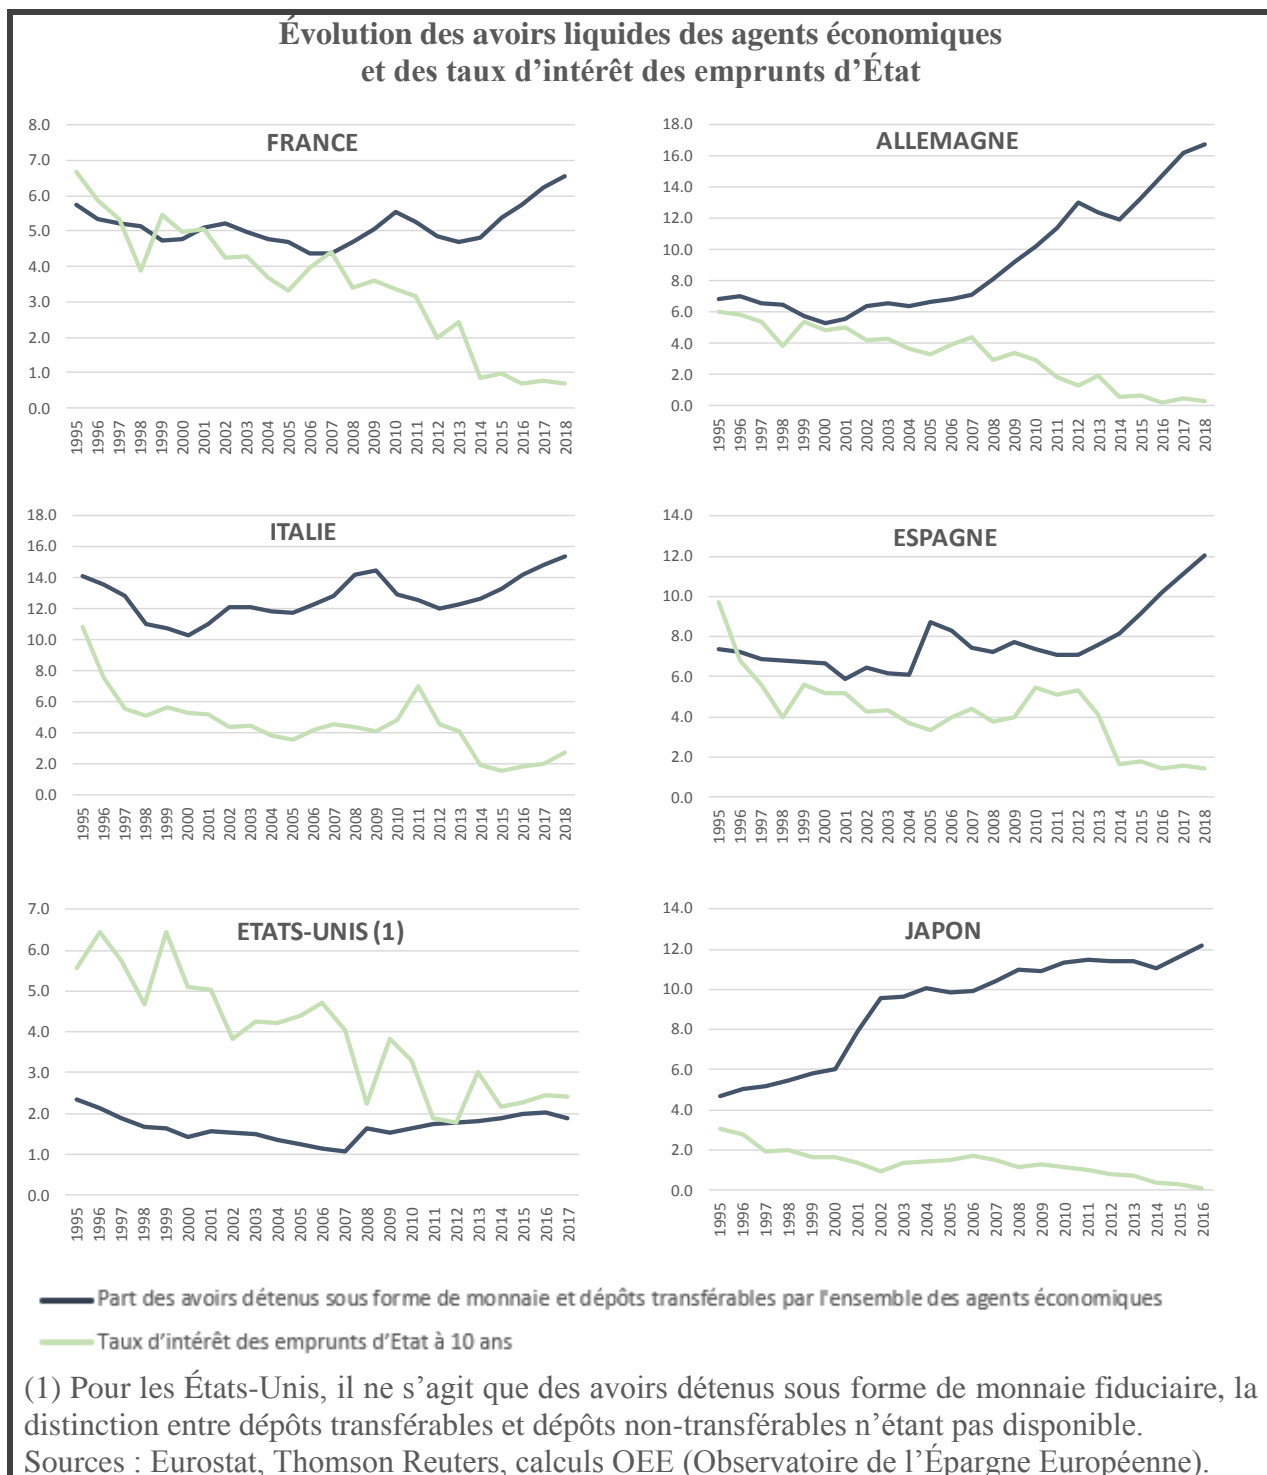 Évolution des avoirs liquides des agents économiques
et des taux d'intérêt des emprunts d'État
FRANCE
8.0
7.0
6.0
5.0
4.0
3.0
2.0
1.0
0.0
1995 1996 1997 1998 1999 2000 2001 2002 2003 2004 2005 2006 2007 2008 2009 2010 2011 2012 2013 2014 2015 2016 2017 2018
ALLEMAGNE
18.0
16.0
14.0
12.0
10.0
8.0
6.0
4.0
2.0
0.0
1995 1996 1997 1998 1999 2000 2001 2002 2003 2004 2005 2006 2007 2008 2009 2010 2011 2012 2013 2014 2015 2016 2017 2018
ITALIE
18.0
16.0
14.0
12.0
10.0
8.0
6.0
4.0
2.0
0.0
1995 1996 1997 1998 1999 2000 2001 2002 2003 2004 2005 2006 2007 2008 2009 2010 2011 2012 2013 2014 2015 2016 2017 2018
ESPAGNE
14.0
12.0
10.0
8.0
6.0
4.0
2.0
0.0
1995 1996 1997 1998 1999 2000 2001 2002 2003 2004 2005 2006 2007 2008 2009 2010 2011 2012 2013 2014 2015 2016 2017 2018
ETATS-UNIS (1)
7.0
6.0
5.0
4.0
3.0
2.0
1.0
0.0
1995 1996 1997 1998 1999 2000 2001 2002 2003 2004 2005 2006 2007 2008 2009 2010 2011 2012 2013 2014 2015 2016 2017
JAPON
14.0
12.0
10.0
8.0
6.0
4.0
2.0
0.0
1995 1996 1997 1998 1999 2000 2001 2002 2003 2004 2005 2006 2007 2008 2009 2010 2011 2012 2013 2014 2015 2016
Part des avoirs détenus sous forme de monnaie et dépôts transférables par l'ensemble des agents économiques
Taux d'intérêt des emprunts d'Etat à 10 ans
(1) Pour les États-Unis, il ne s'agit que des avoirs détenus sous forme de monnaie fiduciaire, la
distinction entre dépôts transférables et dépôts non-transférables n'étant pas disponible.
Sources : Eurostat, Thomson Reuters, calculs OEE (Observatoire de l'Épargne Européenne).